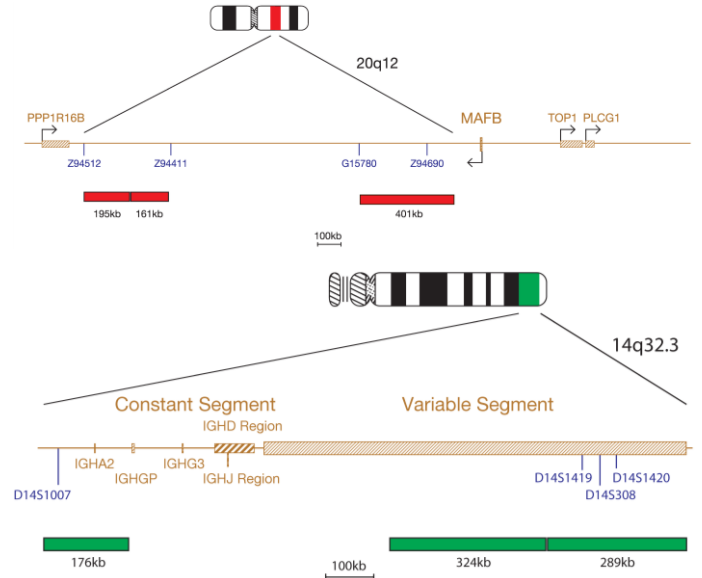 20q12
PPP1R16B
MAFB
TOP1 PLCG1
Z94512
Z94411
G15780
Z94690
195kb
161kb
401kb
100kb
14q32.3
Constant Segment
Variable Segment
IGHD Region
IGHA2
IGHGP
IGHG3
IGHJ Region
D14S1007
D14S1419
D14S308
D14S1420
176kb
324kb
289kb
100kb